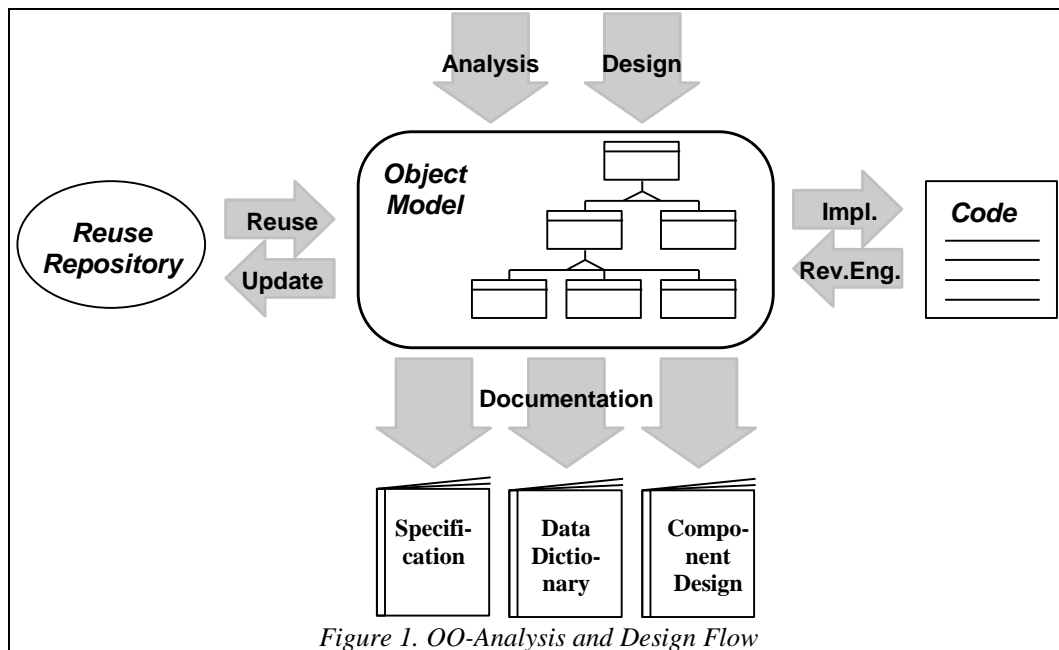 Analysis
Design
Object
Model
Reuse
Repository
Reuse
Update
Impl.
Rev.Eng.
Code
Documentation
Specifi-
cation
Data
Dictio-
nary
Compo-
nent
Design
Figure 1. OO-Analysis and Design Flow